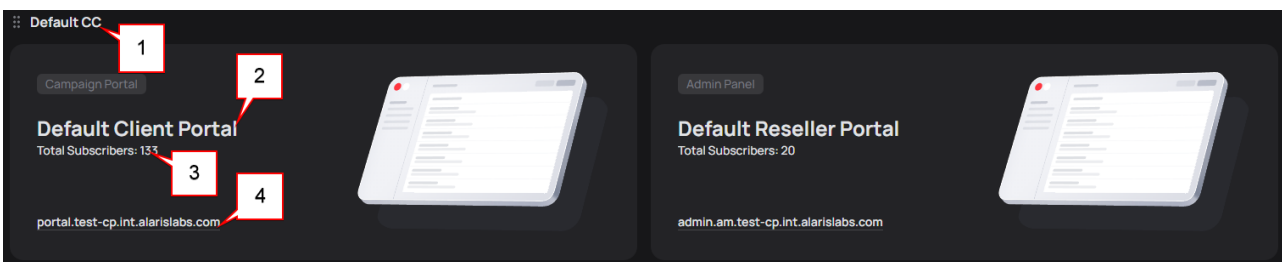 Default CC
1
Campaign Portal
2
Default Client Portal
Total Subscribers: 133
3
4
portal.test-cp.int.alarislabs.com
Admin Panel
Default Reseller Portal
Total Subscribers: 20
admin.am.test-cp.int.alarislabs.com